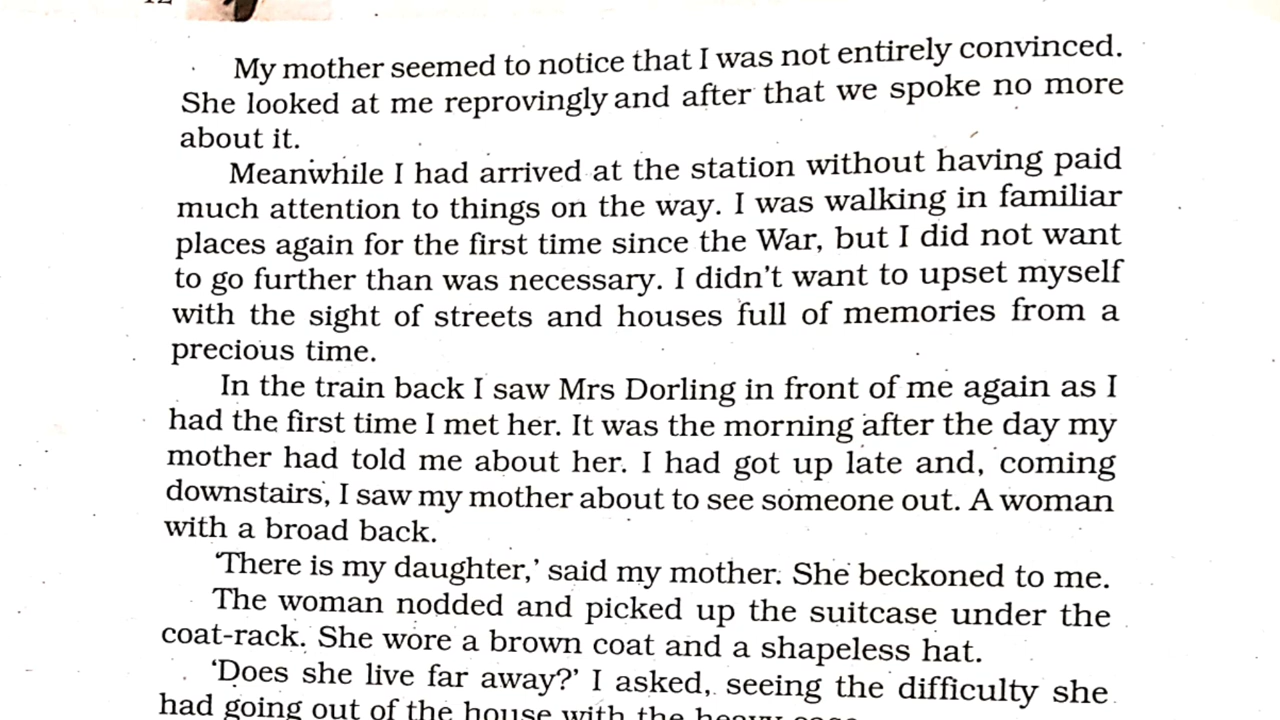 My mother seemed to notice that I was not entirely convinced.
She looked at me reprovingly and after that we spoke no more
about it.
Meanwhile I had arrived at the station without having paid
much attention to things on the way. I was walking in familiar
places again for the first time since the War, but I did not want
to go further than was necessary. I didn't want to upset myself
with the sight of streets and houses full of memories from a
precious time.
In the train back I saw Mrs Dorling in front of me again as I
had the first time I met her. It was the morning after the day my
mother had told me about her. I had got up late and, coming
downstairs, I saw my mother about to see someone out. A woman
with a broad back.
‘There is my daughter,’ said my mother. She beckoned to me.
The woman nodded and picked up the suitcase under the
coat-rack. She wore a brown coat and a shapeless hat.
‘Does she live far away?’ I asked, seeing the difficulty she
had going out of the house with the heavy case.